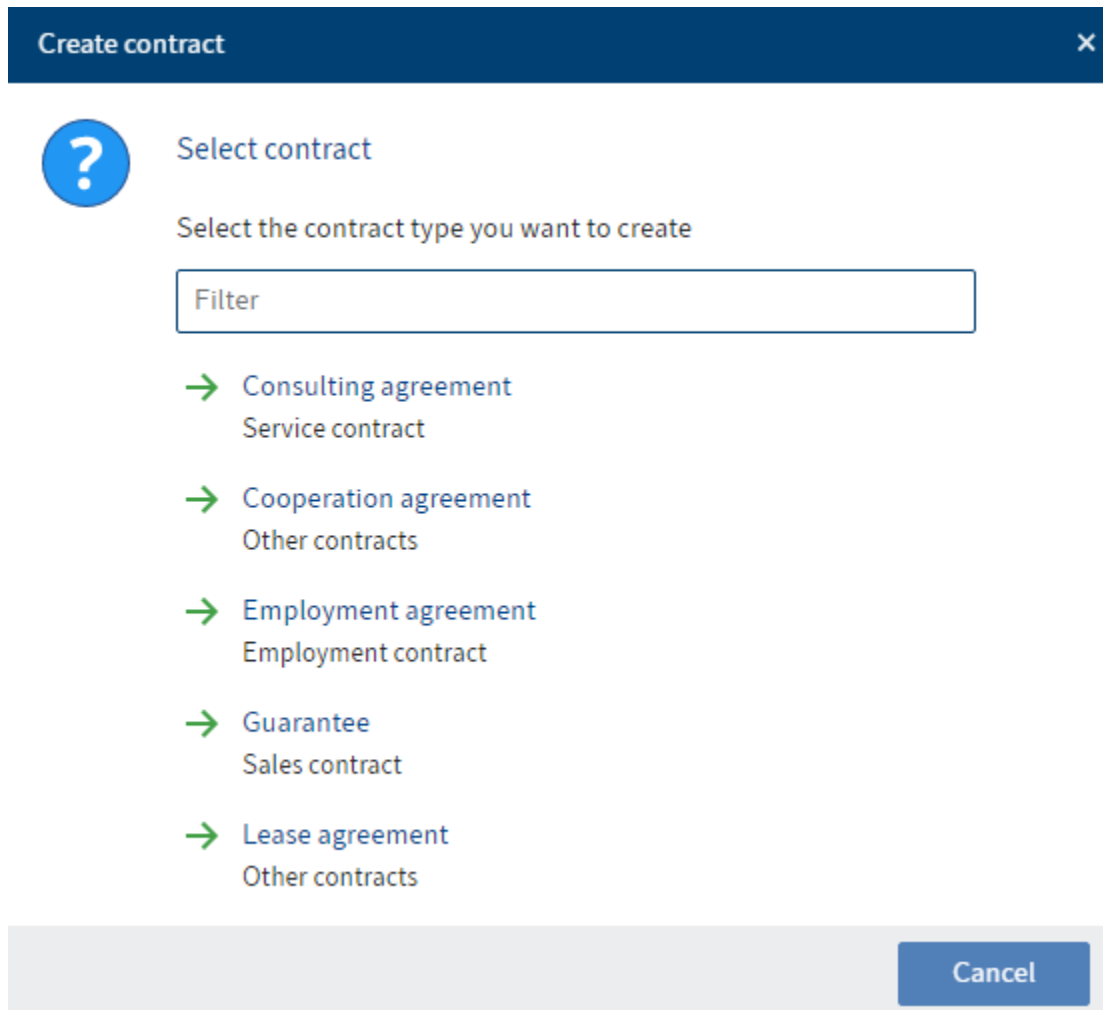 Create contract ×
?
Select contract
Select the contract type you want to create
Filter
Consulting agreement
Service contract
Cooperation agreement
Other contracts
Employment agreement
Employment contract
Guarantee
Sales contract
Lease agreement
Other contracts
Cancel